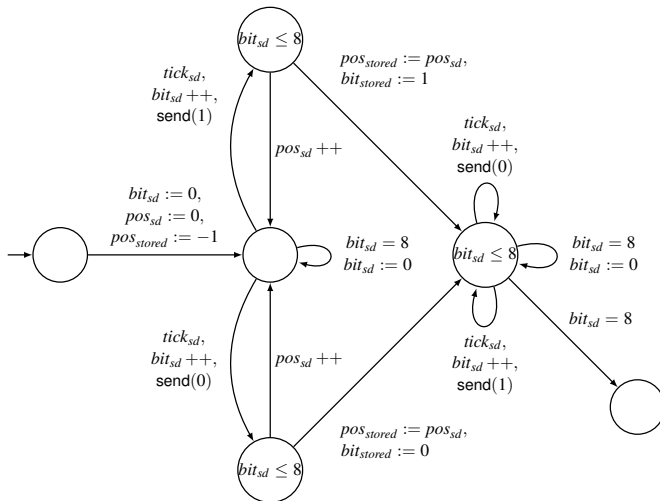 bit_sd ≤ 8
pos_stored := pos_sd,
bit_stored := 1
tick_sd,
bit_sd ++,
send(1)
tick_sd,
bit_sd ++,
send(0)
pos_sd ++
bit_sd := 0,
pos_sd := 0,
pos_stored := −1
bit_sd = 8
bit_sd := 0
bit_sd ≤ 8
bit_sd = 8
bit_sd := 0
bit_sd = 8
tick_sd,
bit_sd ++,
send(0)
pos_sd ++
tick_sd,
bit_sd ++,
send(1)
pos_stored := pos_sd,
bit_stored := 0
bit_sd ≤ 8